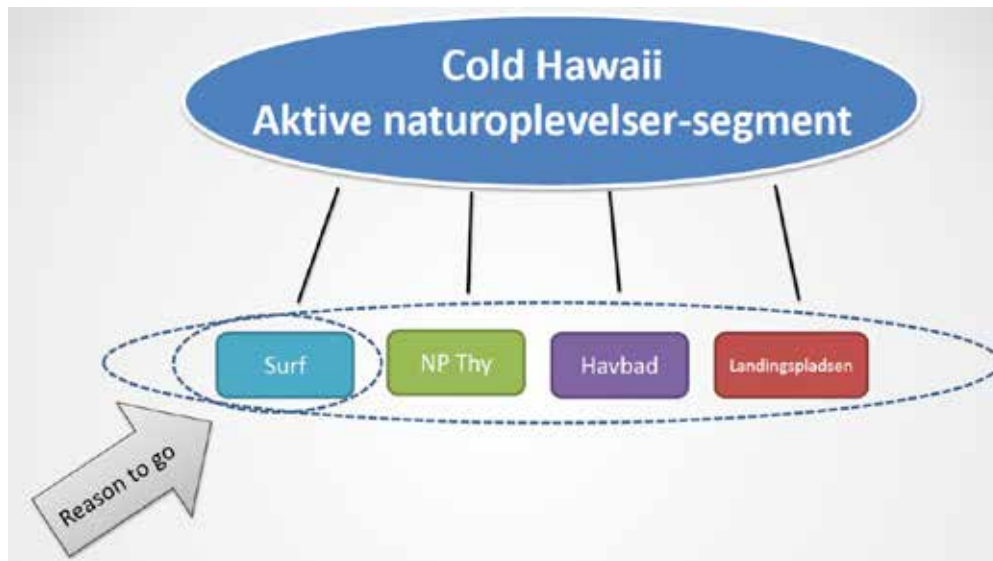 Cold Hawaii
Aktive naturoplevelser-segment
Surf
NP Thy
Havbad
Landingspladsen
Reason to go